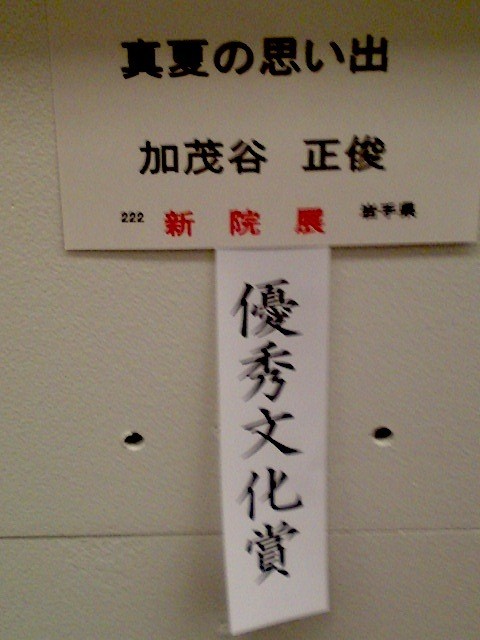 真夏の思い出
加茂谷 正俊
222 新院展 岩手県
優秀文化賞